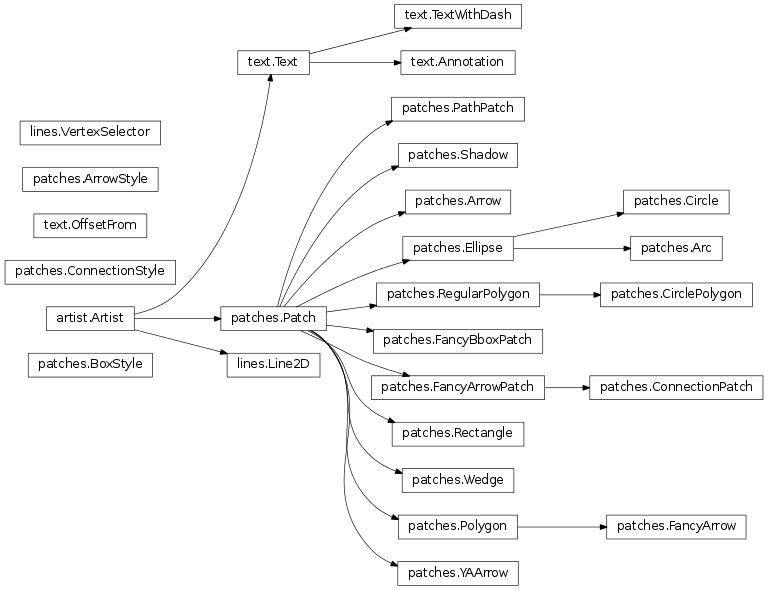 text.TextWithDash
text.Text
text.Annotation
patches.PathPatch
lines.VertexSelector
patches.Shadow
patches.ArrowStyle
patches.Arrow
patches.Circle
text.OffsetFrom
patches.Ellipse
patches.Arc
patches.ConnectionStyle
patches.RegularPolygon
patches.CirclePolygon
artist.Artist
patches.Patch
patches.FancyBboxPatch
patches.BoxStyle
lines.Line2D
patches.FancyArrowPatch
patches.ConnectionPatch
patches.Rectangle
patches.Wedge
patches.Polygon
patches.FancyArrow
patches.YAArrow